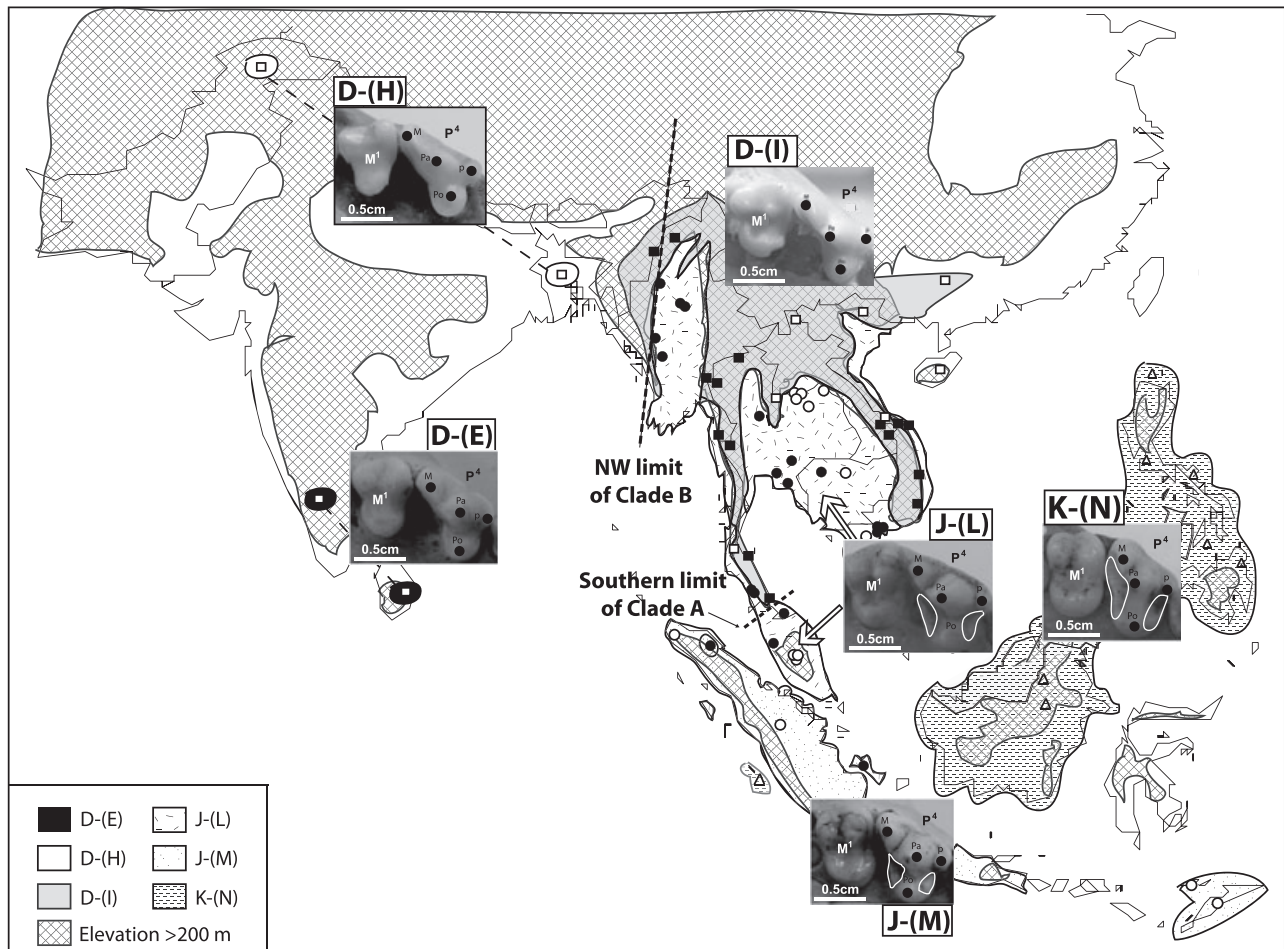 D-(H)
M
P⁴
Pa
P
M¹
Po
0.5cm
D-(I)
P⁴
M¹
0.5cm
D-(E)
M
P⁴
M¹
Pa
P
Po
0.5cm
NW limit
of Clade B
J-(L)
K-(N)
M
P⁴
M¹
Pa
P
Po
0.5cm
M
P⁴
M¹
Pa
P
Po
0.5cm
Southern limit
of Clade A
M
P⁴
M¹
Pa
P
Po
0.5cm
J-(M)
D-(E)
J-(L)
D-(H)
J-(M)
D-(I)
K-(N)
Elevation >200 m